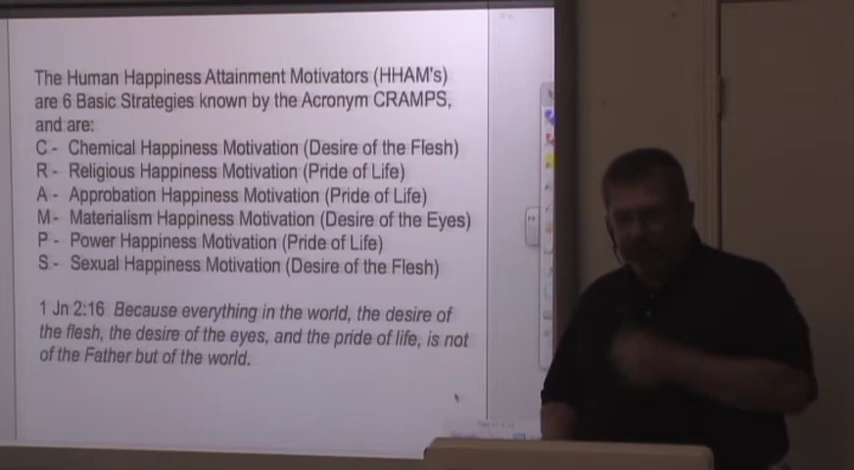 The Human Happiness Attainment Motivators (HHAM's)
are 6 Basic Strategies known by the Acronym CRAMPS,
and are:
C - Chemical Happiness Motivation (Desire of the Flesh)
R - Religious Happiness Motivation (Pride of Life)
A - Approbation Happiness Motivation (Pride of Life)
M - Materialism Happiness Motivation (Desire of the Eyes)
P - Power Happiness Motivation (Pride of Life)
S - Sexual Happiness Motivation (Desire of the Flesh)
1 Jn 2:16 Because everything in the world, the desire of
the flesh, the desire of the eyes, and the pride of life, is not
of the Father but of the world.